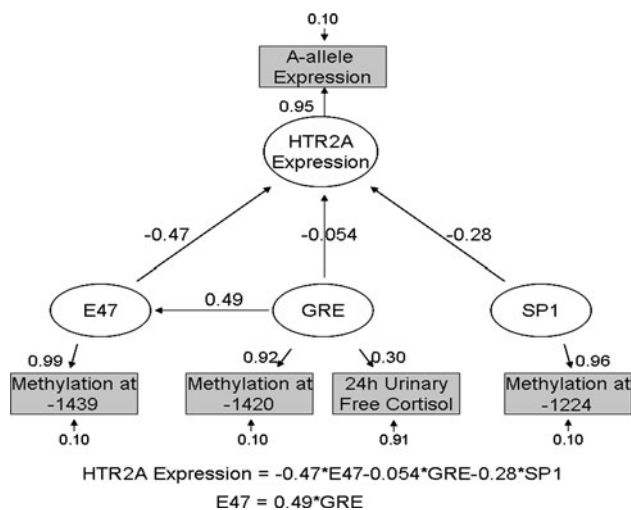 0.10
A-allele
Expression
0.95
HTR2A
Expression
-0.47
-0.054
-0.28
E47
0.49
GRE
SP1
0.99
0.92
0.30
0.96
Methylation at
-1439
Methylation at
-1420
24h Urinary
Free Cortisol
Methylation at
-1224
0.10
0.10
0.91
0.10
HTR2A Expression = -0.47*E47-0.054*GRE-0.28*SP1
E47 = 0.49*GRE